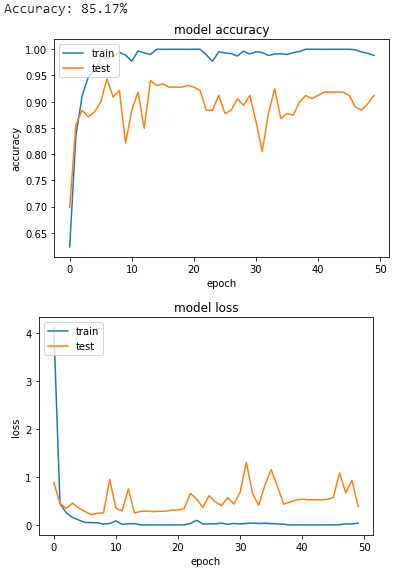 Accuracy: 85.17%
model accuracy
1.00
0.95
0.90
0.85
0.80
0.75
0.70
0.65
accuracy
train
test
0 10 20 30 40 50
epoch
model loss
4
3
2
1
0
loss
train
test
0 10 20 30 40 50
epoch